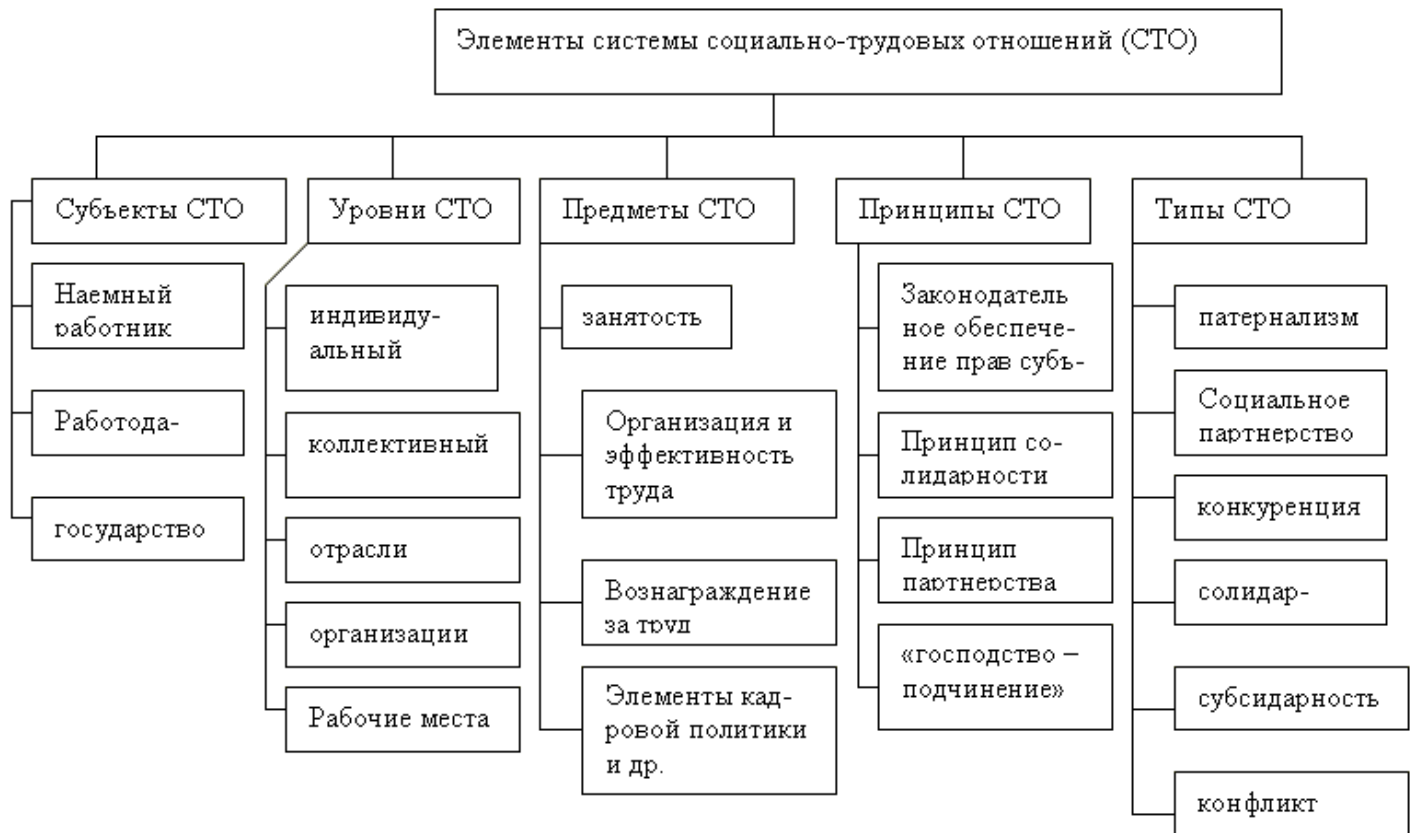 Элементы системы социально-трудовых отношений (СТО)
Субъекты СТО
Наемный
работник
Работода-
государство
Уровни СТО
индивиду-
альный
коллективный
отрасли
организации
Рабочие места
Предметы СТО
занятость
Организация и
эффективность
труда
Вознаграждение
за труд
Элементы кад-
ровой политики
и др.
Принципы СТО
Законодатель
ное обеспече-
ние прав субъ-
Принцип со-
лидарности
Принцип
партнерства
«господство –
подчинение»
Типы СТО
патернализм
Социальное
партнерство
конкуренция
солидар-
субсидарность
конфликт